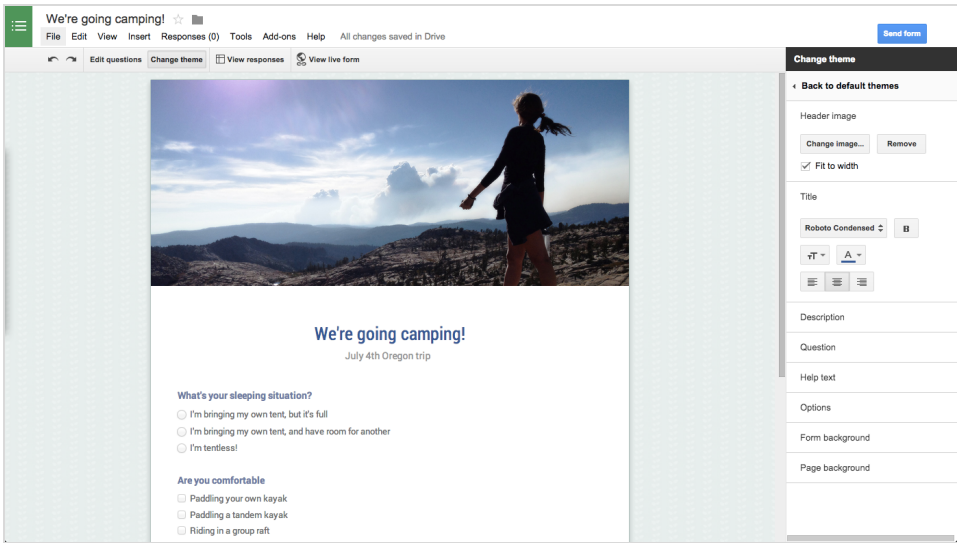 We're going camping!
File Edit View Insert Responses (0) Tools Add-ons Help All changes saved in Drive
Send form
Edit questions Change theme View responses View live form
Change theme
Back to default themes
Header image
Change image... Remove
Fit to width
Title
Roboto Condensed B
TT A
Description
Question
Help text
Options
Form background
Page background
We're going camping!
July 4th Oregon trip
What's your sleeping situation?
I'm bringing my own tent, but it's full
I'm bringing my own tent, and have room for another
I'm tentless!
Are you comfortable
Paddling your own kayak
Paddling a tandem kayak
Riding in a group raft